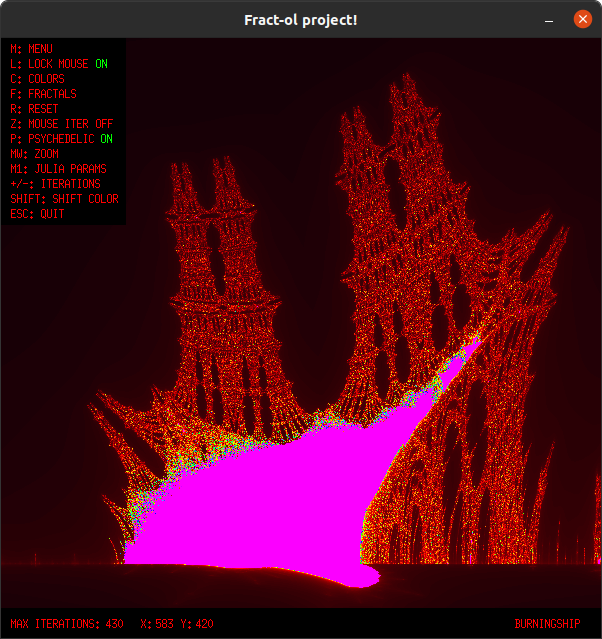 Fract-ol project!
M: MENU
L: LOCK MOUSE ON
C: COLORS
F: FRACTALS
R: RESET
Z: MOUSE ITER OFF
P: PSYCHEDELIC ON
MW: ZOOM
M1: JULIA PARAMS
+/-: ITERATIONS
SHIFT: SHIFT COLOR
ESC: QUIT
MAX ITERATIONS: 430 X: 583 Y: 420 BURNINGSHIP